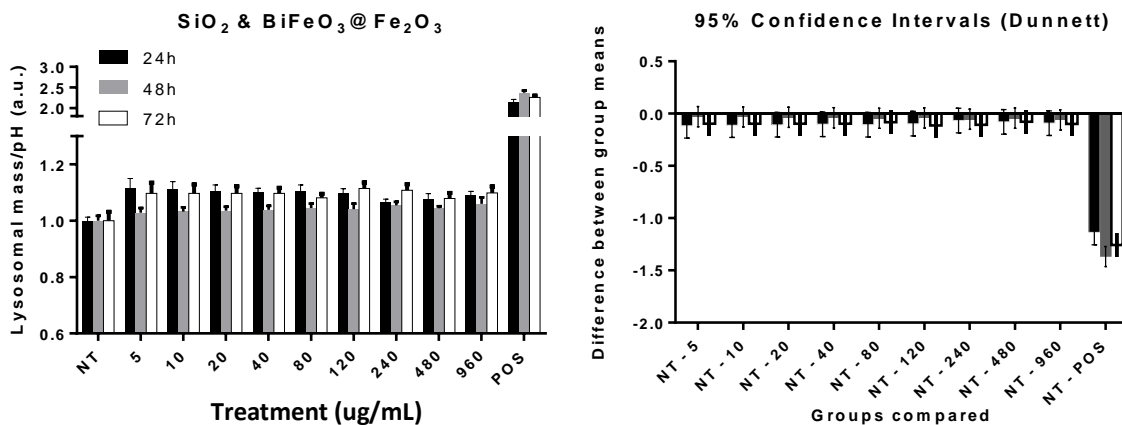 SiO₂ & BiFeO₃@Fe₂O₃
24h
48h
72h
Lysosomal mass/pH (a.u.)
3.0
2.5
2.0
1.2
1.0
0.8
0.6
NT
5
10
20
40
80
120
240
480
960
POS
Treatment (ug/mL)
95% Confidence Intervals (Dunnett)
Difference between group means
0.5
0.0
-0.5
-1.0
-1.5
-2.0
NT-5
NT-10
NT-20
NT-40
NT-80
NT-120
NT-240
NT-480
NT-960
NT-POS
Groups compared